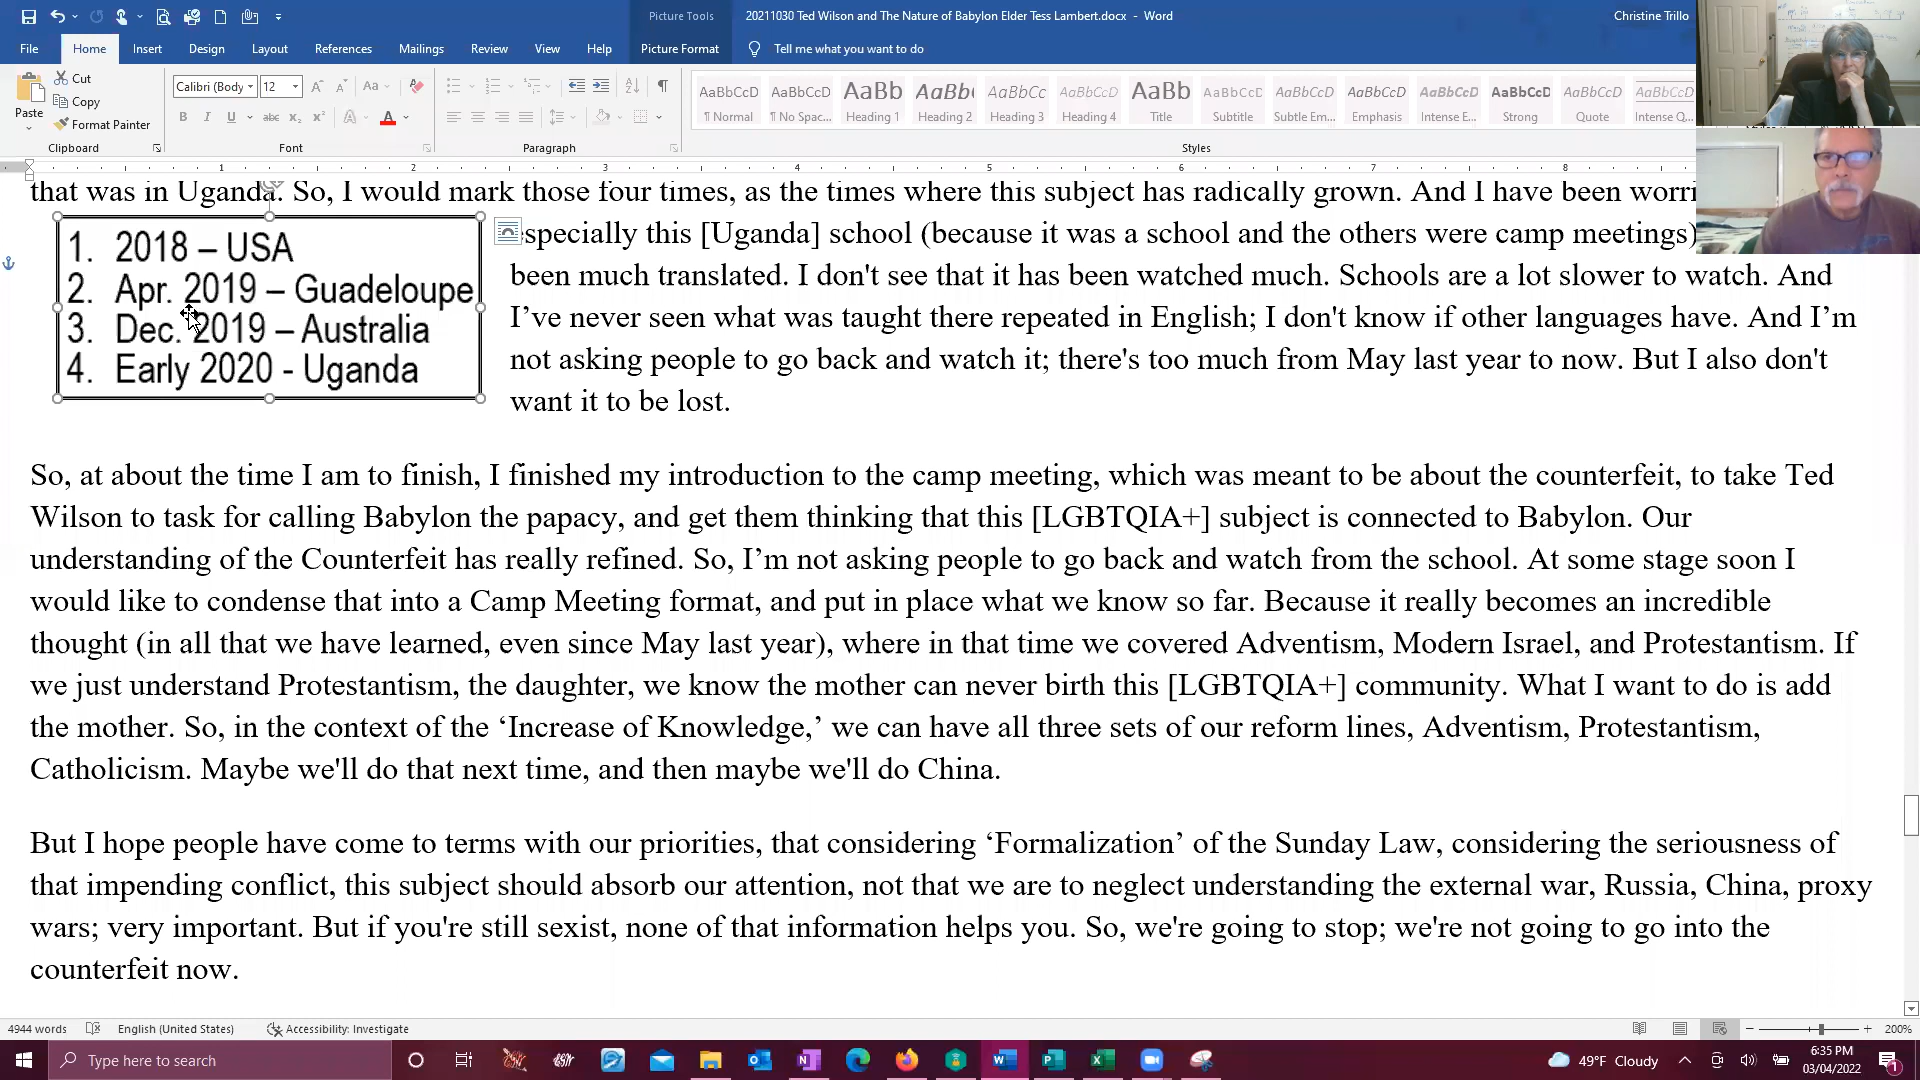 Picture Tools
20211030 Ted Wilson and The Nature of Babylon Elder Tess Lambert.docx - Word
Christine Trillo
File Home Insert Design Layout References Mailings Review View Help Picture Format Tell me what you want to do
Paste
Cut
Copy
Format Painter
Clipboard
Calibri (Body 12
Font
Paragraph
AaBbCcD AaBbCcD AaBb AaBb( AaBbCc AaBbCcD AaBb AaBbCcD AaBbCcD AaBbCcD AaBbCcD AaBbCcD AaBbCcD AaBbCcD
¶ Normal ¶ No Spac... Heading 1 Heading 2 Heading 3 Heading 4 Title Subtitle Subtle Em... Emphasis Intense E... Strong Quote Intense Q...
Styles
1 2 3 4 5 6 7 8
that was in Uganda. So, I would mark those four times, as the times where this subject has radically grown. And I have been worri
1. 2018 – USA
2. Apr. 2019 – Guadeloupe
3. Dec. 2019 – Australia
4. Early 2020 - Uganda
especially this [Uganda] school (because it was a school and the others were camp meetings)
been much translated. I don't see that it has been watched much. Schools are a lot slower to watch. And
I’ve never seen what was taught there repeated in English; I don't know if other languages have. And I’m
not asking people to go back and watch it; there's too much from May last year to now. But I also don't
want it to be lost.
So, at about the time I am to finish, I finished my introduction to the camp meeting, which was meant to be about the counterfeit, to take Ted
Wilson to task for calling Babylon the papacy, and get them thinking that this [LGBTQIA+] subject is connected to Babylon. Our
understanding of the Counterfeit has really refined. So, I’m not asking people to go back and watch from the school. At some stage soon I
would like to condense that into a Camp Meeting format, and put in place what we know so far. Because it really becomes an incredible
thought (in all that we have learned, even since May last year), where in that time we covered Adventism, Modern Israel, and Protestantism. If
we just understand Protestantism, the daughter, we know the mother can never birth this [LGBTQIA+] community. What I want to do is add
the mother. So, in the context of the ‘Increase of Knowledge,’ we can have all three sets of our reform lines, Adventism, Protestantism,
Catholicism. Maybe we'll do that next time, and then maybe we'll do China.
But I hope people have come to terms with our priorities, that considering ‘Formalization’ of the Sunday Law, considering the seriousness of
that impending conflict, this subject should absorb our attention, not that we are to neglect understanding the external war, Russia, China, proxy
wars; very important. But if you're still sexist, none of that information helps you. So, we're going to stop; we're not going to go into the
counterfeit now.
4944 words English (United States) Accessibility: Investigate 200%
Type here to search
49°F Cloudy
6:35 PM
03/04/2022